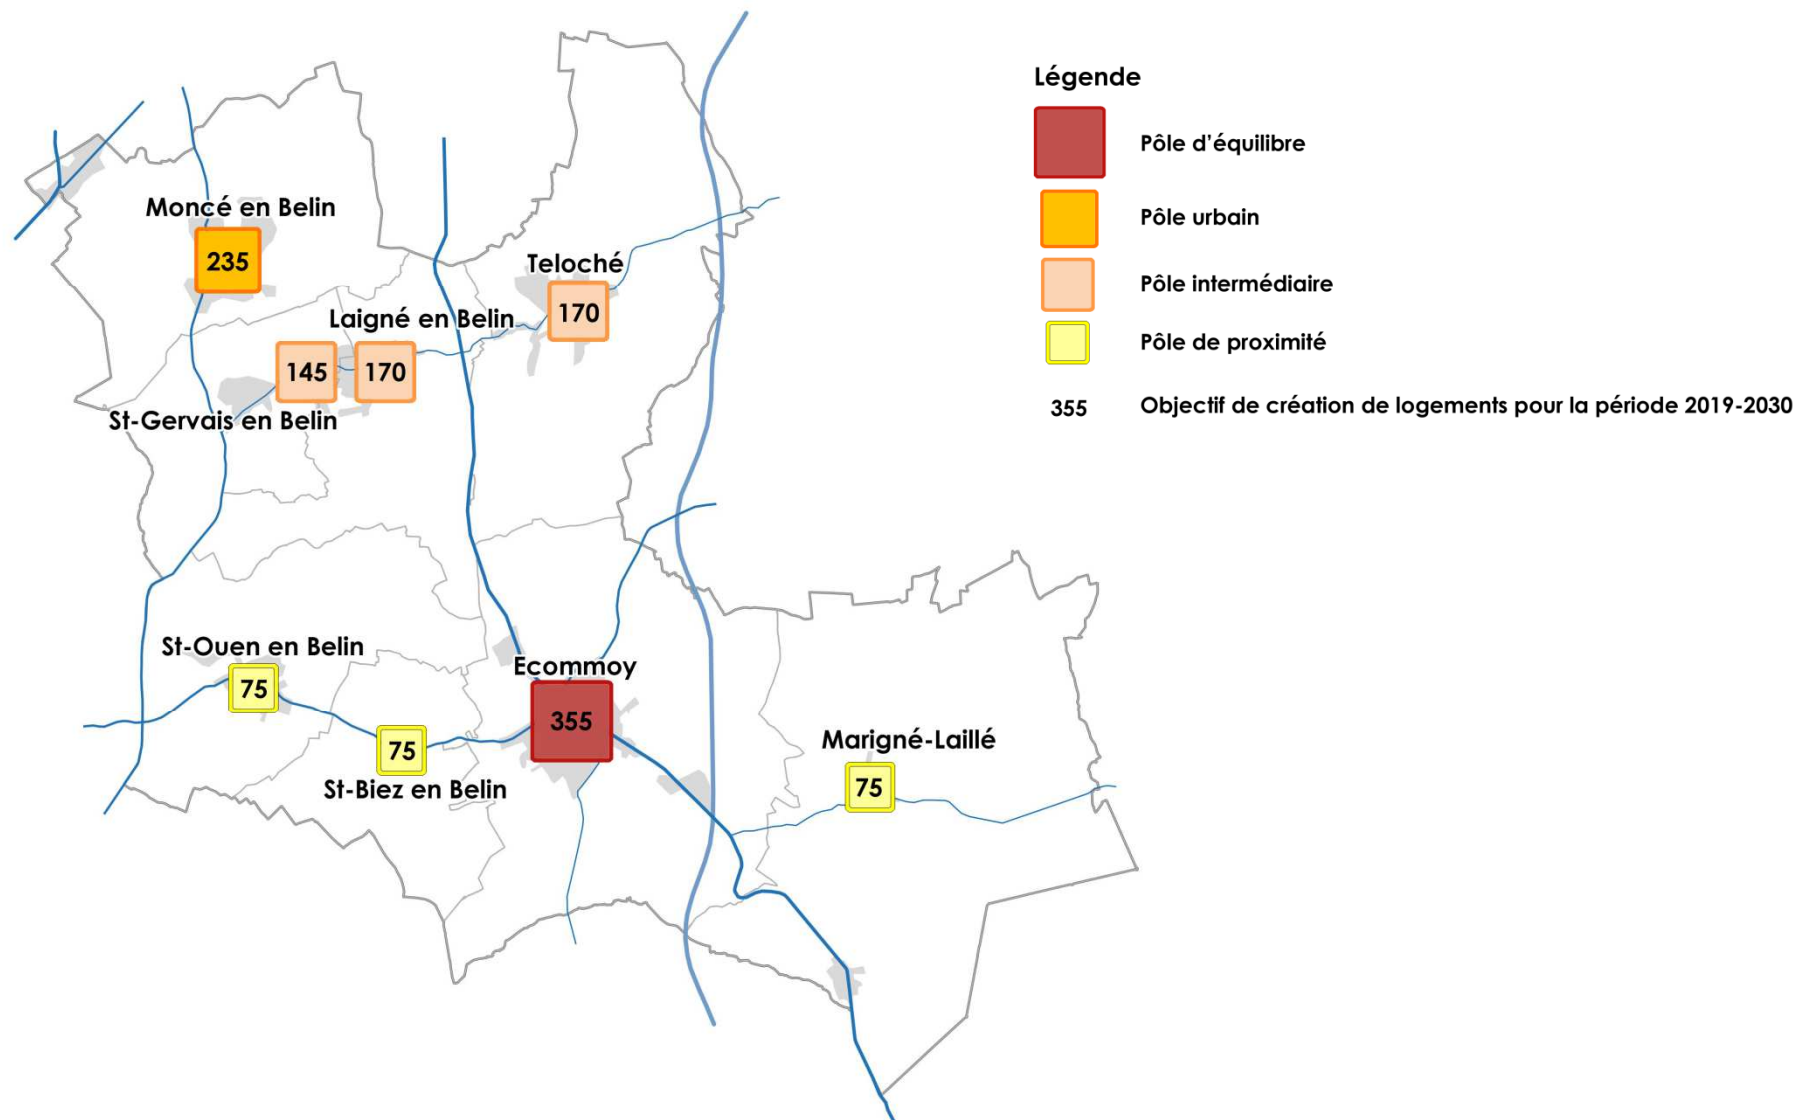 Légende
Pôle d'équilibre
Pôle urbain
Pôle intermédiaire
Pôle de proximité
355 Objectif de création de logements pour la période 2019-2030
Moncé en Belin
235
Teloché
170
Laigné en Belin
145
170
St-Gervais en Belin
St-Ouen en Belin
75
Ecommoy
355
75
St-Biez en Belin
Marigné-Laillé
75